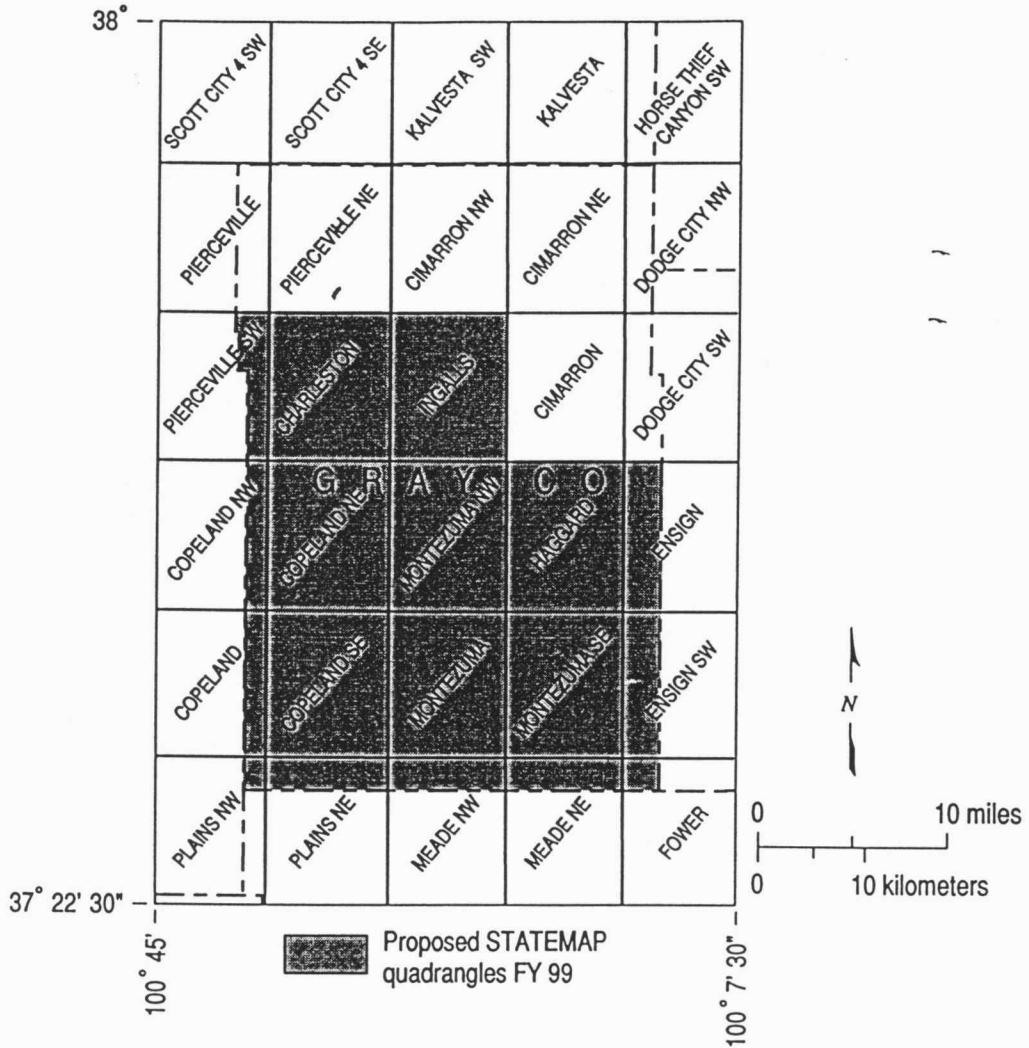 38°
SCOTT CITY 4 SW
SCOTT CITY 4 SE
KALVESTA SW
KALVESTA
HORSE THIEF
CANYON SW
PIERCEVILLE
PIERCEVILLE NE
CIMARRON NW
CIMARRON NE
DODGE CITY NW
PIERCEVILLE SW
CHARLESTON
INGALLS
CIMARRON
DODGE CITY SW
GRAY CO
COPELAND NW
COPELAND NE
MONTEZUMA NW
HAGGARD
ENSIGN
COPELAND
COPELAND SE
MONTEZUMA
MONTEZUMA SE
ENSIGN SW
N
PLAINS NW
PLAINS NE
MEADE NW
MEADE NE
FOWER
0 10 miles
0 10 kilometers
37° 22' 30"
100° 45'
100° 7' 30"
Proposed STATEMAP
quadrangles FY 99